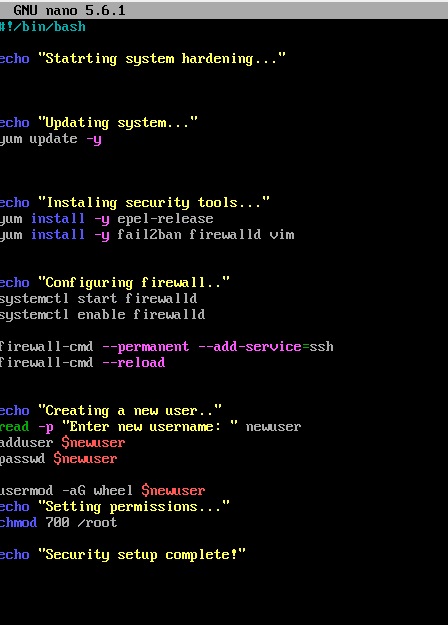 GNU nano 5.6.1
#!/bin/bash
echo "Statrting system hardening..."
echo "Updating system..."
yum update -y
echo "Instaling security tools..."
yum install -y epel-release
yum install -y fail2ban firewalld vim
echo "Configuring firewall.."
systemctl start firewalld
systemctl enable firewalld
firewall-cmd --permanent --add-service=ssh
firewall-cmd --reload
echo "Creating a new user.."
read -p "Enter new username: " newuser
adduser $newuser
passwd $newuser
usermod -aG wheel $newuser
echo "Setting permissions..."
chmod 700 /root
echo "Security setup complete!"